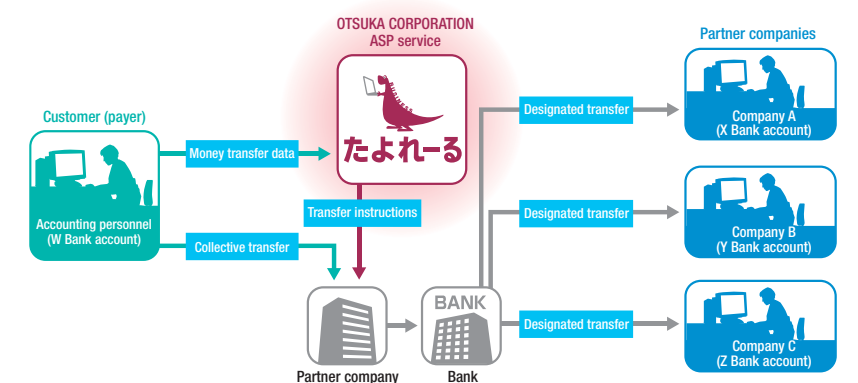 OTSUKA CORPORATION
ASP service
BUSINESS
たよれーる
Customer (payer)
Accounting personnel
(W Bank account)
Money transfer data
Collective transfer
Transfer instructions
Partner company
BANK
Bank
Partner companies
Designated transfer
Company A
(X Bank account)
Designated transfer
Company B
(Y Bank account)
Designated transfer
Company C
(Z Bank account)